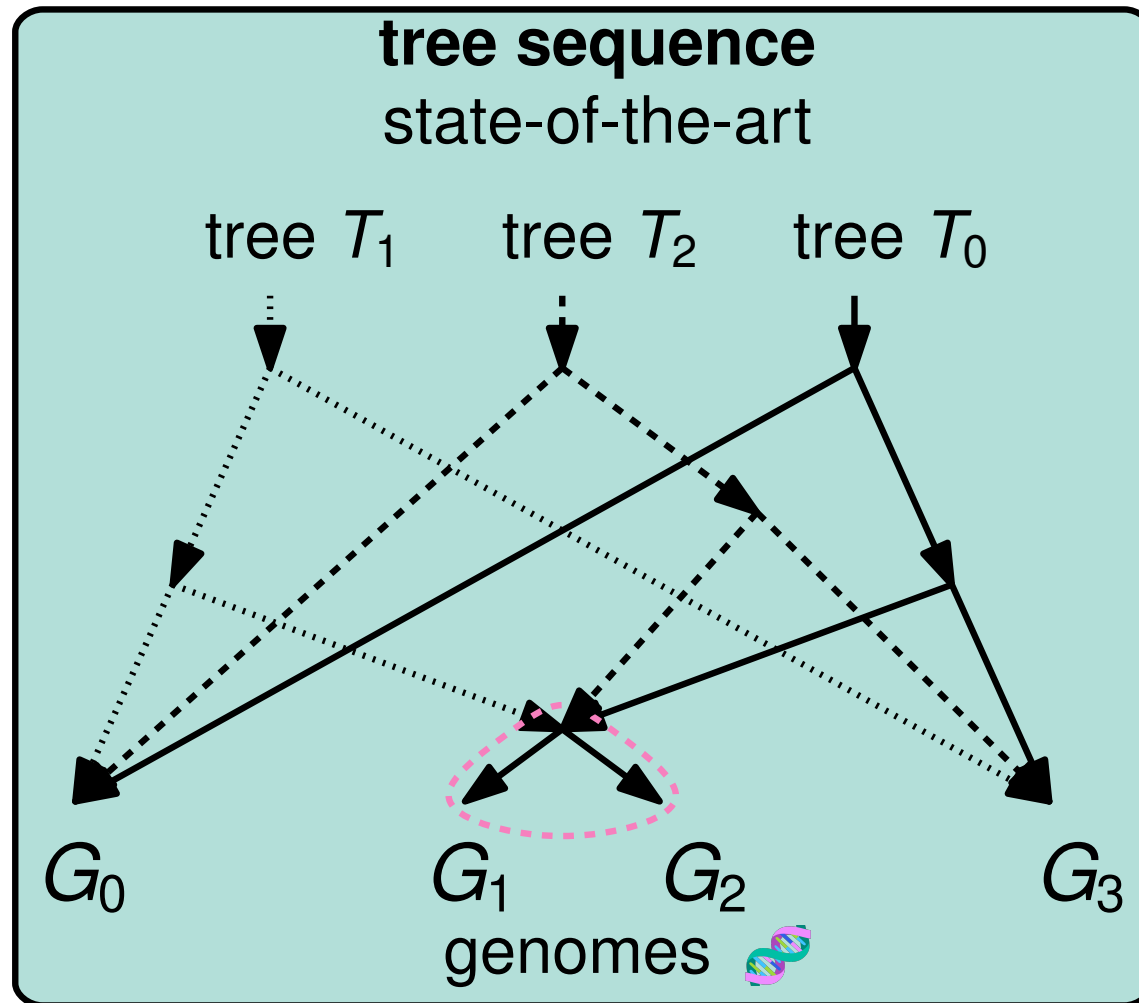 tree sequence
state-of-the-art
tree T₁ tree T₂ tree T₀
G₀ G₁ G₂ G₃
genomes 🧬